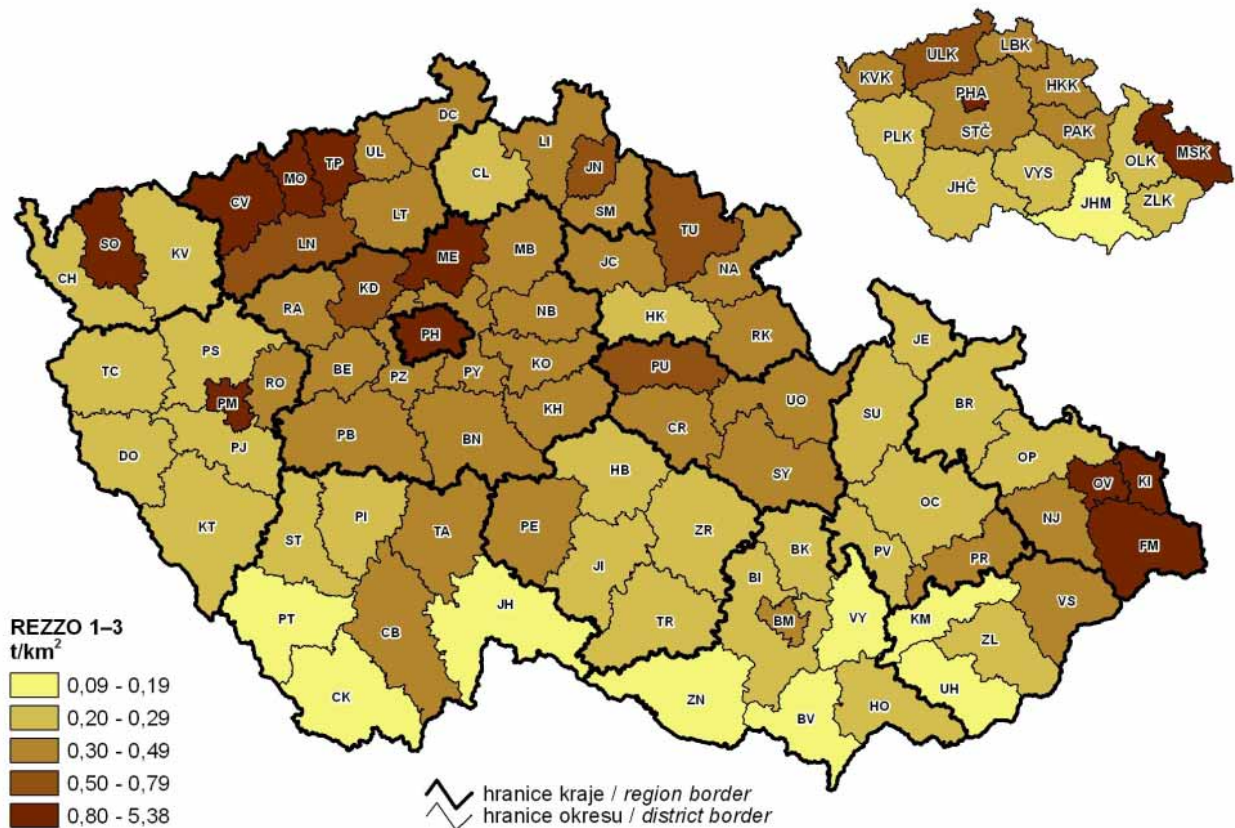 ULK
LBK
KVK
HKK
PHA
STČ
PAK
PLK
MSK
OLK
VYS
JHČ
JHM
ZLK
DC
LI
UL
TP
MO
JN
CL
CV
LT
SM
SO
KV
LN
TU
MB
ME
CH
JC
NA
KD
RA
NB
HK
PH
RK
JE
PS
TC
BE
PZ
PY
KO
PU
RO
PM
UO
SU
BR
KH
CR
PB
BN
PJ
DO
OP
HB
SY
OV
KI
OC
PI
TA
PE
NJ
KT
ST
ZR
FM
BK
PV
PR
JI
BI
JH
VS
PT
CB
TR
BM
VY
KM
ZL
CK
ZN
BV
HO
UH
REZZO 1–3
t/km²
0,09 - 0,19
0,20 - 0,29
0,30 - 0,49
0,50 - 0,79
0,80 - 5,38
hranice kraje / region border
hranice okresu / district border